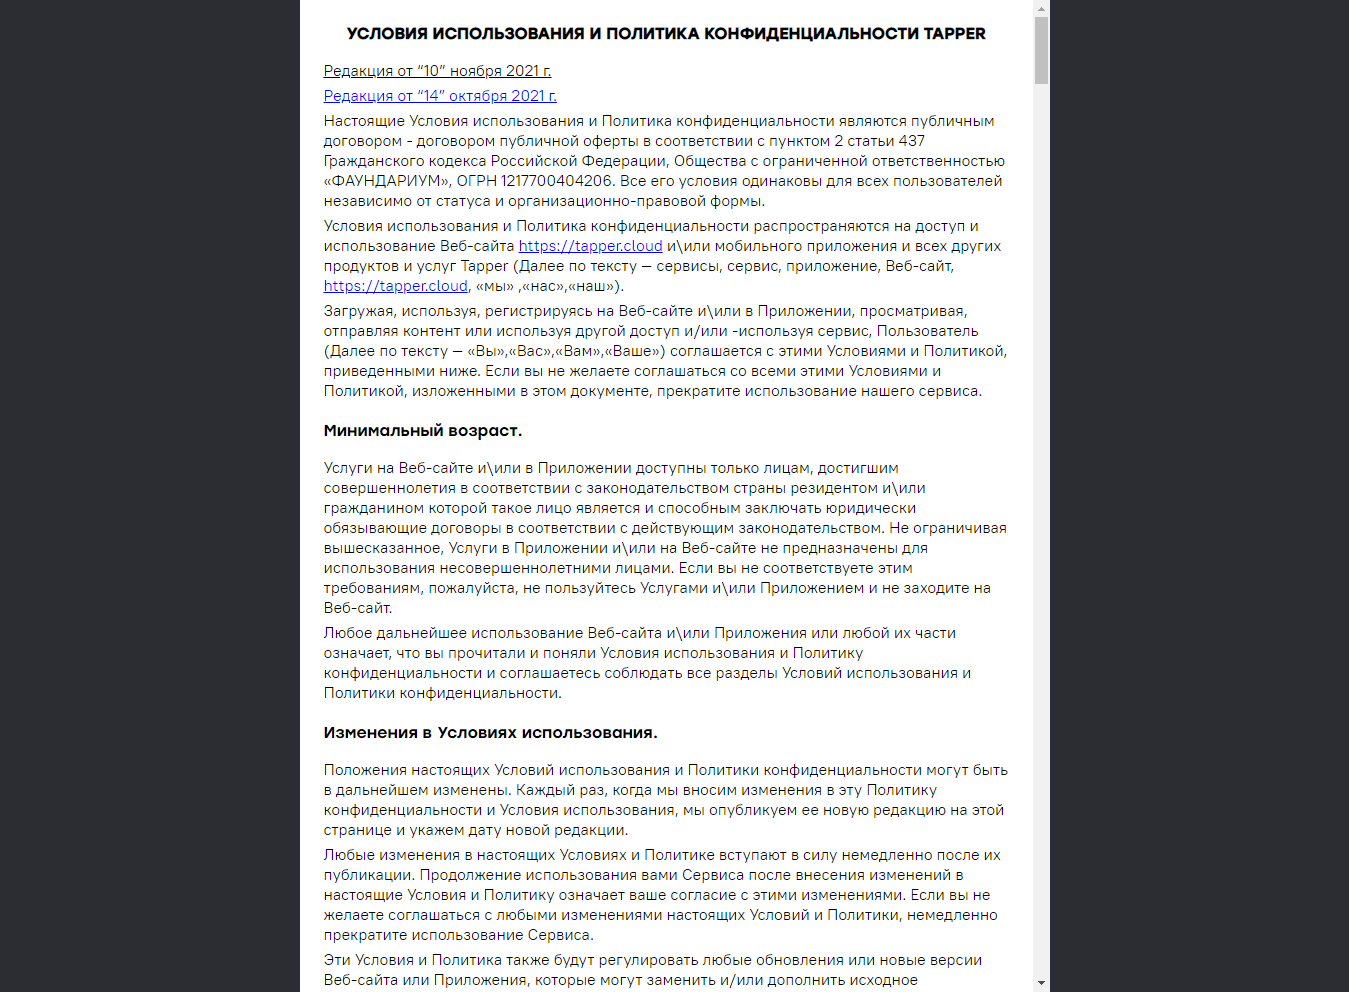 УСЛОВИЯ ИСПОЛЬЗОВАНИЯ И ПОЛИТИКА КОНФИДЕНЦИАЛЬНОСТИ TAPPER
Редакция от “10” ноября 2021 г.
Редакция от “14” октября 2021 г.
Настоящие Условия использования и Политика конфиденциальности являются публичным
договором - договором публичной оферты в соответствии с пунктом 2 статьи 437
Гражданского кодекса Российской Федерации, Общества с ограниченной ответственностью
«ФАУНДАРИУМ», ОГРН 1217700404206. Все его условия одинаковы для всех пользователей
независимо от статуса и организационно-правовой формы.
Условия использования и Политика конфиденциальности распространяются на доступ и
использование Веб-сайта https://tapper.cloud и\или мобильного приложения и всех других
продуктов и услуг Tapper (Далее по тексту — сервисы, сервис, приложение, Веб-сайт,
https://tapper.cloud, «мы» ,«нас»,«наш»).
Загружая, используя, регистрируясь на Веб-сайте и\или в Приложении, просматривая,
отправляя контент или используя другой доступ и/или -используя сервис, Пользователь
(Далее по тексту — «Вы»,«Вас»,«Вам»,«Ваше») соглашается с этими Условиями и Политикой,
приведенными ниже. Если вы не желаете соглашаться со всеми этими Условиями и
Политикой, изложенными в этом документе, прекратите использование нашего сервиса.
Минимальный возраст.
Услуги на Веб-сайте и\или в Приложении доступны только лицам, достигшим
совершеннолетия в соответствии с законодательством страны резидентом и\или
гражданином которой такое лицо является и способным заключать юридически
обязывающие договоры в соответствии с действующим законодательством. Не ограничивая
вышесказанное, Услуги в Приложении и\или на Веб-сайте не предназначены для
использования несовершеннолетними лицами. Если вы не соответствуете этим
требованиям, пожалуйста, не пользуйтесь Услугами и\или Приложением и не заходите на
Веб-сайт.
Любое дальнейшее использование Веб-сайта и\или Приложения или любой их части
означает, что вы прочитали и поняли Условия использования и Политику
конфиденциальности и соглашаетесь соблюдать все разделы Условий использования и
Политики конфиденциальности.
Изменения в Условиях использования.
Положения настоящих Условий использования и Политики конфиденциальности могут быть
в дальнейшем изменены. Каждый раз, когда мы вносим изменения в эту Политику
конфиденциальности и Условия использования, мы опубликуем ее новую редакцию на этой
странице и укажем дату новой редакции.
Любые изменения в настоящих Условиях и Политике вступают в силу немедленно после их
публикации. Продолжение использования вами Сервиса после внесения изменений в
настоящие Условия и Политику означает ваше согласие с этими изменениями. Если вы не
желаете соглашаться с любыми изменениями настоящих Условий и Политики, немедленно
прекратите использование Сервиса.
Эти Условия и Политика также будут регулировать любые обновления или новые версии
Веб-сайта или Приложения, которые могут заменить и/или дополнить исходное